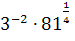 3⁻² · 81^(1/4)